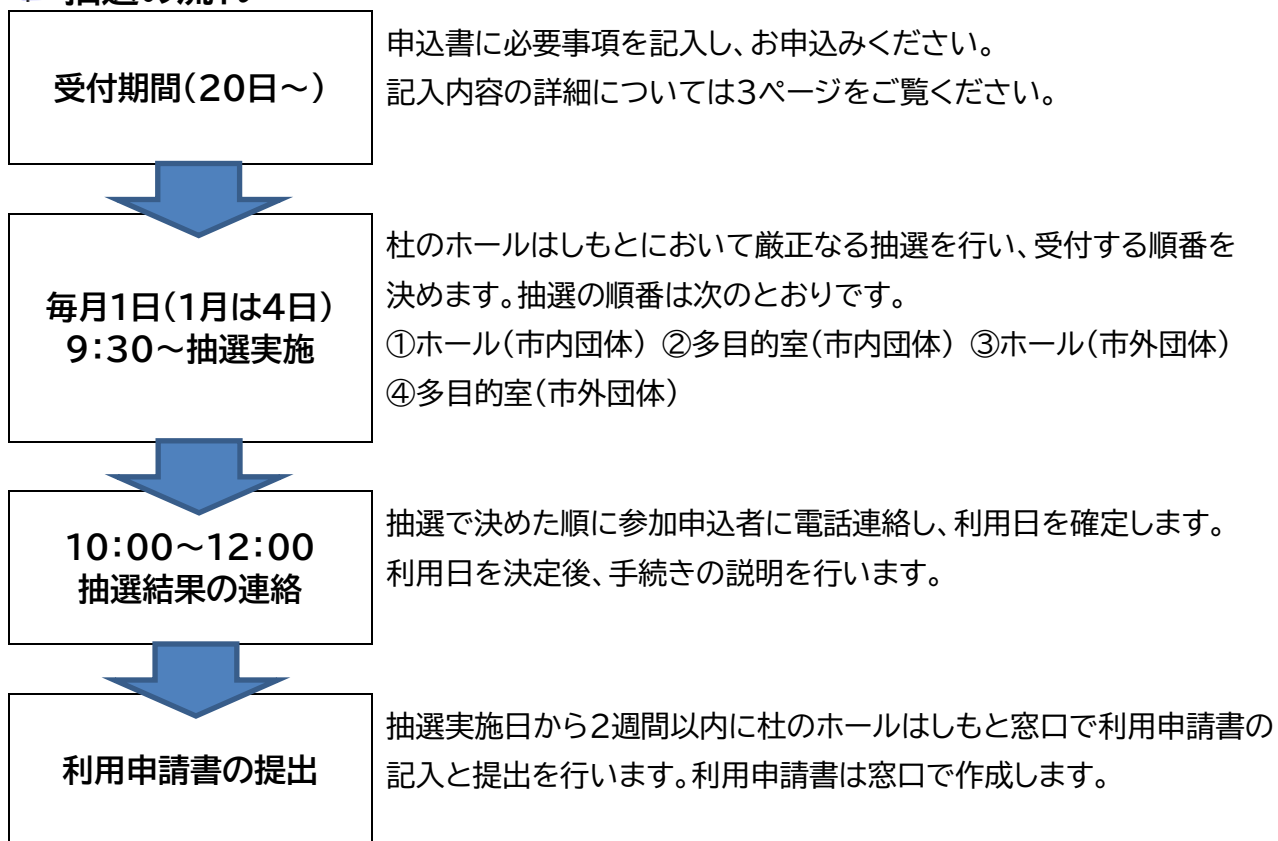 受付期間(20日～)
申込書に必要事項を記入し、お申込みください。
記入内容の詳細については3ページをご覧ください。
毎月1日(1月は4日)
9:30～抽選実施
杜のホールはしもとにおいて厳正なる抽選を行い、受付する順番を
決めます。抽選の順番は次のとおりです。
①ホール(市内団体) ②多目的室(市内団体) ③ホール(市外団体)
④多目的室(市外団体)
10:00～12:00
抽選結果の連絡
抽選で決めた順に参加申込者に電話連絡し、利用日を確定します。
利用日を決定後、手続きの説明を行います。
利用申請書の提出
抽選実施日から2週間以内に杜のホールはしもと窓口で利用申請書の
記入と提出を行います。利用申請書は窓口で作成します。